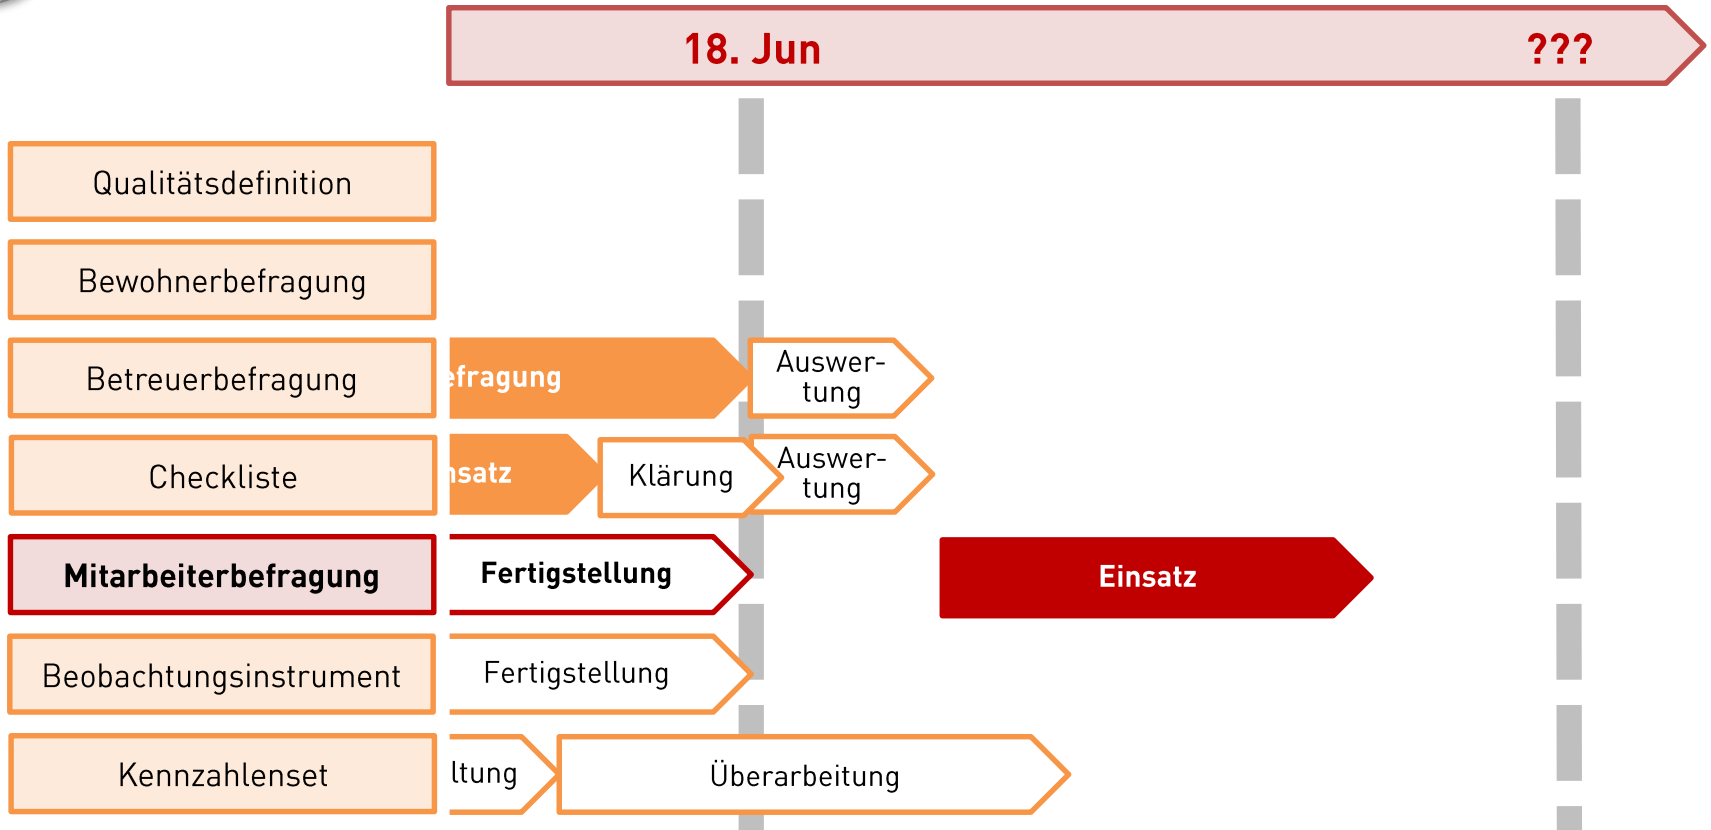 18. Jun ???
Qualitätsdefinition
Bewohnerbefragung
Betreuerbefragung
efragung
Auswer-
tung
Checkliste
nsatz
Klärung
Auswer-
tung
Mitarbeiterbefragung
Fertigstellung
Einsatz
Beobachtungsinstrument
Fertigstellung
Kennzahlenset
ltung
Überarbeitung